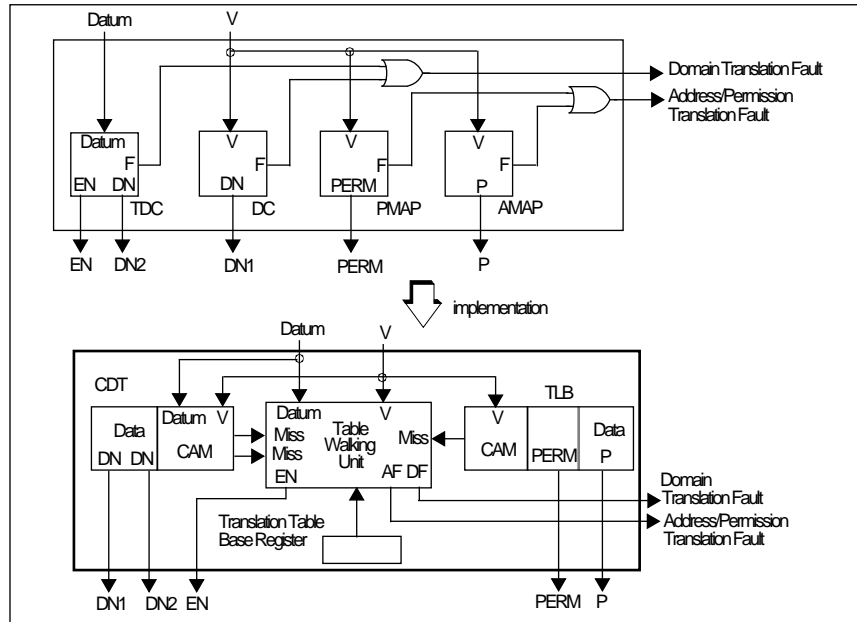 Datum V
Domain Translation Fault
Address/Permission
Translation Fault
Datum V V V
F F F F
EN DN DN PERM P
TDC DC PMAP AMAP
EN DN2 DN1 PERM P
implementation
Datum V
CDT TLB
Datum V Datum V V
Data CAM Miss Table Miss CAM Data
Miss Walking
Unit
DN DN EN AF DF PERM P
Domain
Translation Fault
Translation Table
Base Register
Address/Permission
Translation Fault
DN1 DN2 EN PERM P